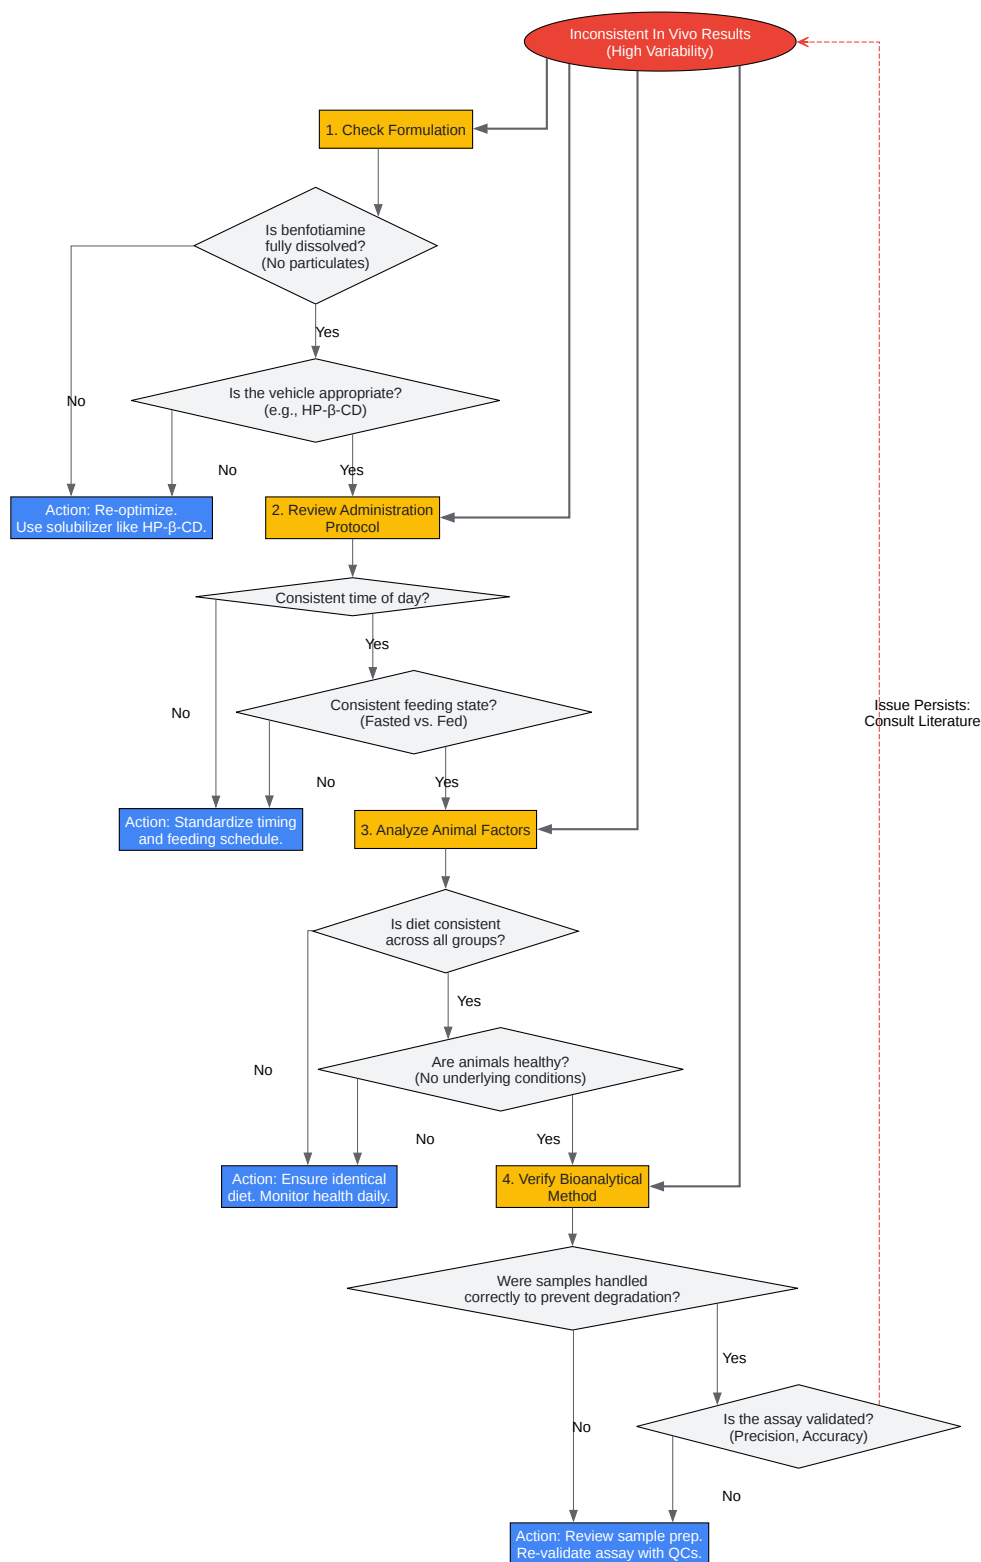 Inconsistent In Vivo Results
(High Variability)
1. Check Formulation
Is benfotiamine
fully dissolved?
(No particulates)
Yes
Is the vehicle appropriate?
(e.g., HP-β-CD)
No
No
Yes
Action: Re-optimize.
Use solubilizer like HP-β-CD.
2. Review Administration
Protocol
Consistent time of day?
Yes
Consistent feeding state?
(Fasted vs. Fed)
No
Issue Persists:
Consult Literature
No
Yes
Action: Standardize timing
and feeding schedule.
3. Analyze Animal Factors
Is diet consistent
across all groups?
Yes
Are animals healthy?
(No underlying conditions)
No
No
Yes
Action: Ensure identical
diet. Monitor health daily.
4. Verify Bioanalytical
Method
Were samples handled
correctly to prevent degradation?
Yes
Is the assay validated?
(Precision, Accuracy)
No
No
Action: Review sample prep.
Re-validate assay with QCs.